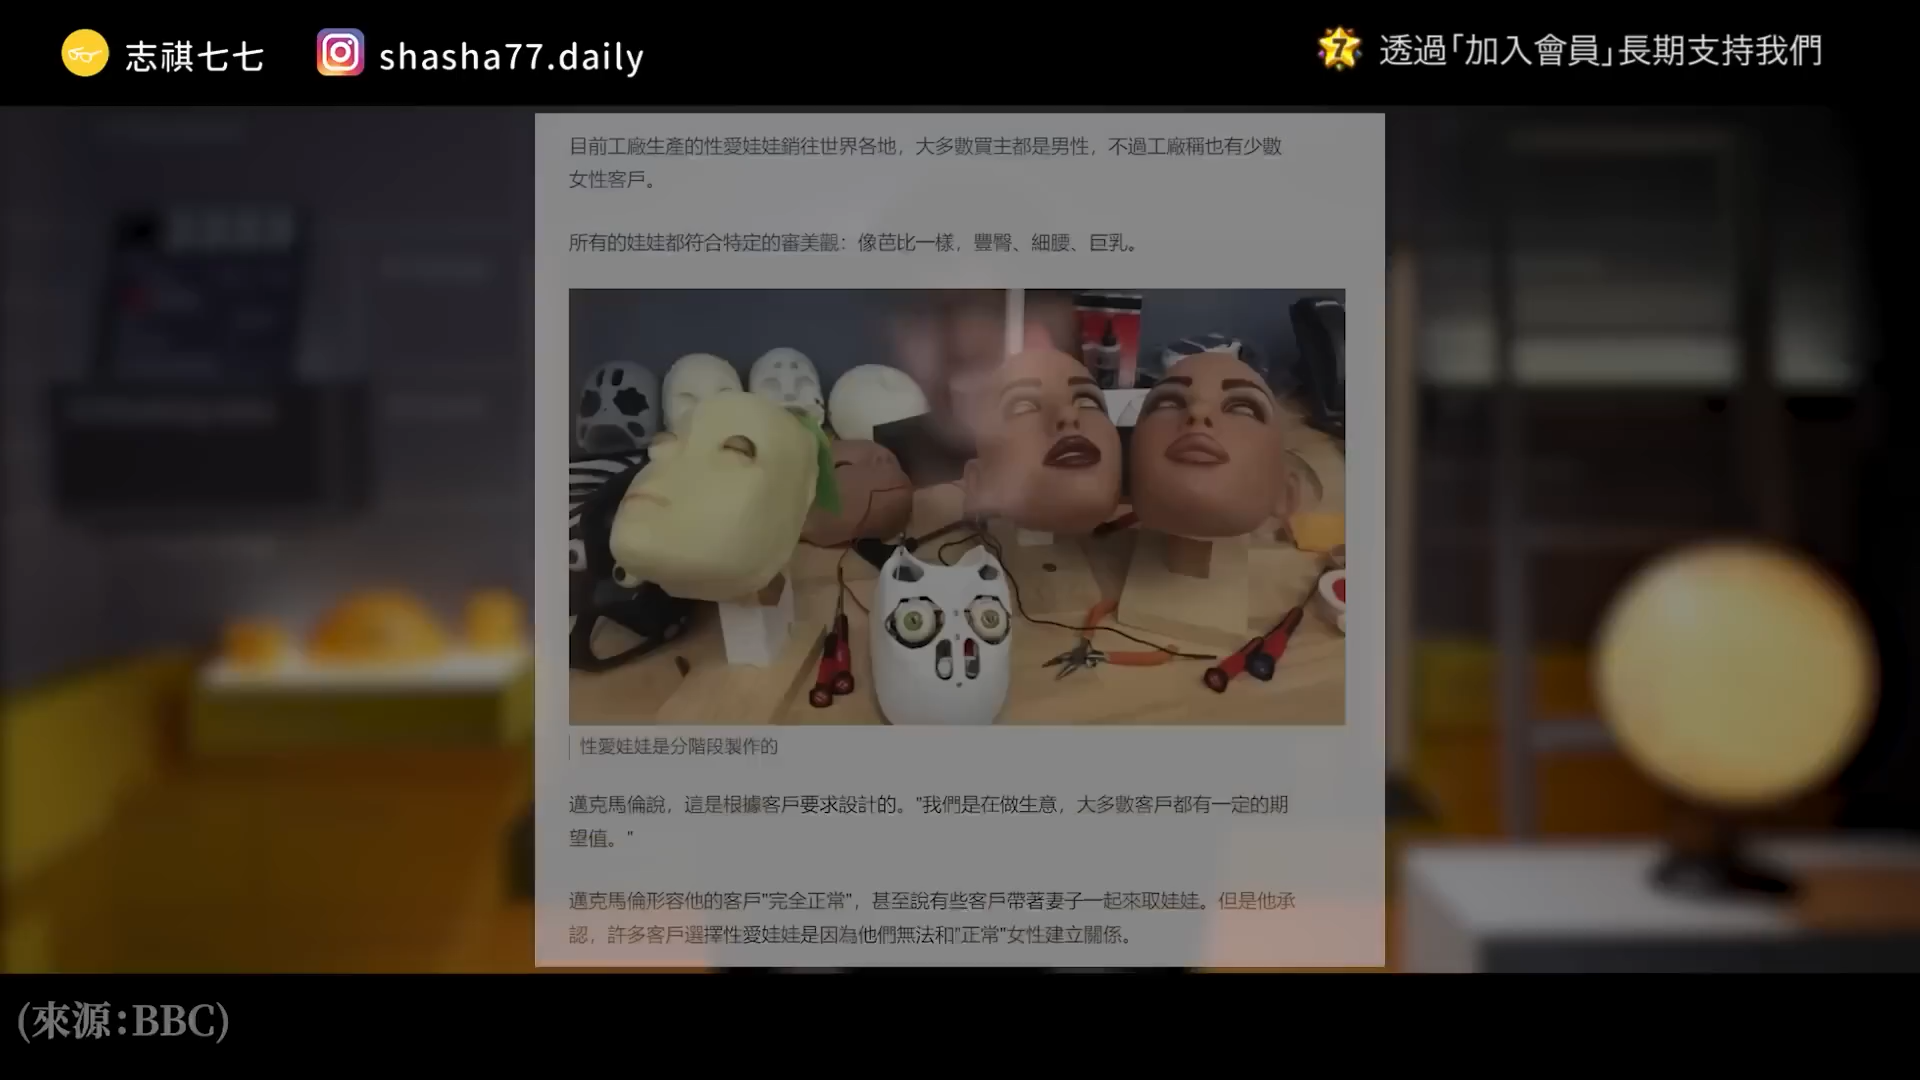 志祺七七
shasha77.daily
7 透過「加入會員」長期支持我們
目前工廠生產的性愛娃娃銷往世界各地，大多數買主都是男性，不過工廠稱也有少數
女性客戶。
所有的娃娃都符合特定的審美觀：像芭比一樣，豐臀、細腰、巨乳。
性愛娃娃是分階段製作的
邁克馬倫說，這是根據客戶要求設計的。"我們是在做生意，大多數客戶都有一定的期
望值。"
邁克馬倫形容他的客戶"完全正常"，甚至說有些客戶帶著妻子一起來取娃娃。但是他承
認，許多客戶選擇性愛娃娃是因為他們無法和"正常"女性建立關係。
(來源：BBC)